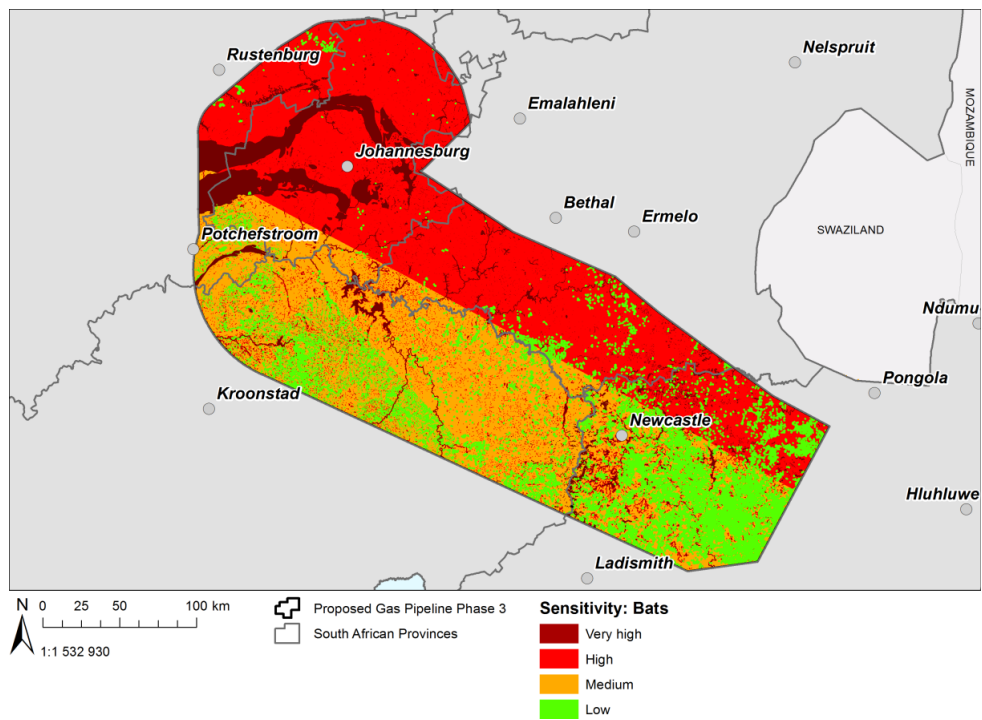 Rustenburg
Nelspruit
Emalahleni
MOZAMBIQUE
Johannesburg
Bethal
Ermelo
SWAZILAND
Potchefstroom
Ndumu
Pongola
Kroonstad
Newcastle
Hluhluwe
Ladismith
N
0 25 50 100 km
1:1 532 930
Proposed Gas Pipeline Phase 3
South African Provinces
Sensitivity: Bats
Very high
High
Medium
Low